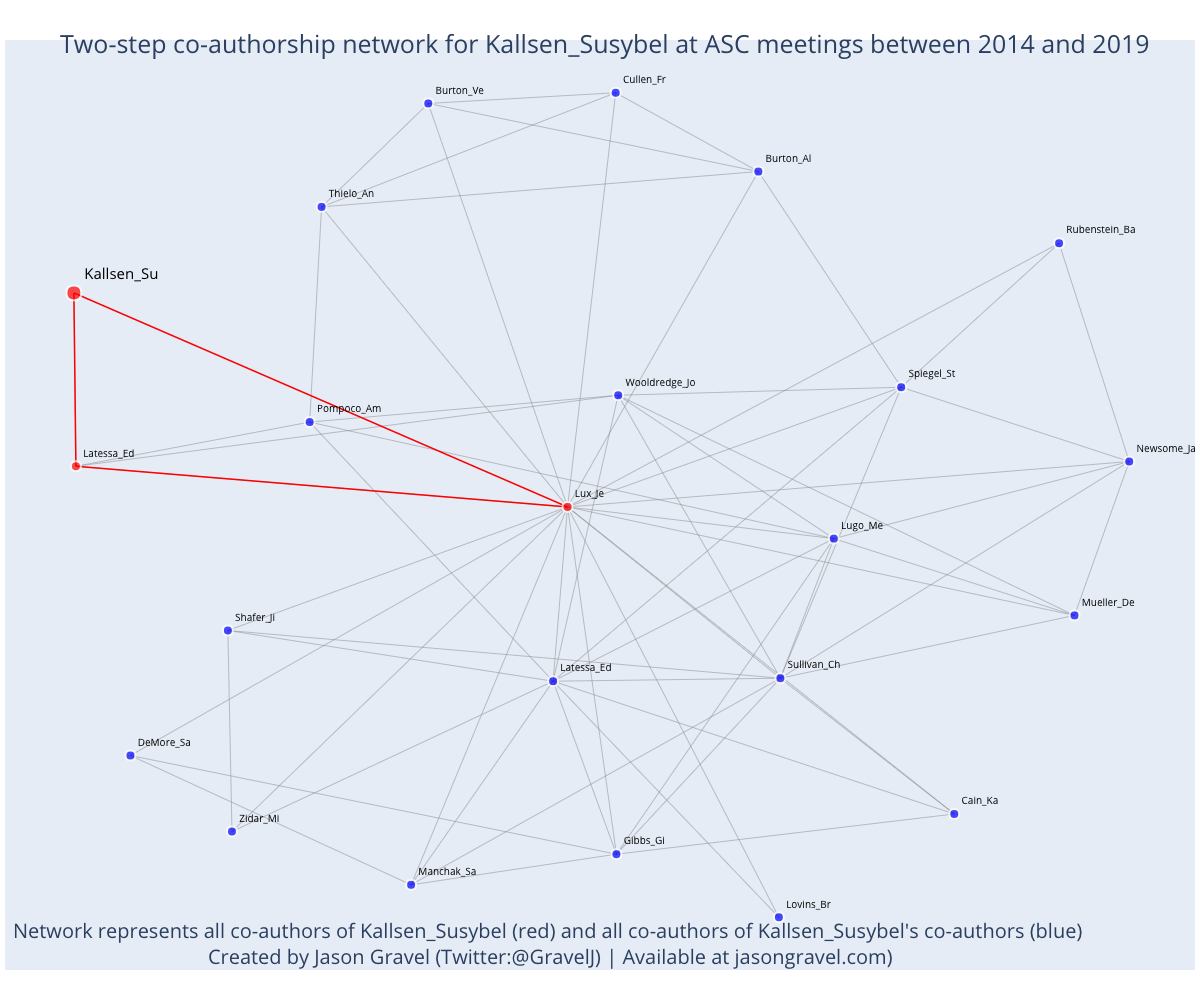 Two-step co-authorship network for Kallsen_Susybel at ASC meetings between 2014 and 2019
Cullen_Fr
Burton_Ve
Burton_Al
Thielo_An
Rubenstein_Ba
Kallsen_Su
Spiegel_St
Wooldredge_Jo
Pompoco_Am
Newsome_Ja
Latessa_Ed
Lux_Je
Lugo_Me
Mueller_De
Shafer_Ji
Sullivan_Ch
Latessa_Ed
DeMore_Sa
Cain_Ka
Zidar_Mi
Gibbs_Gi
Manchak_Sa
Lovins_Br
Network represents all co-authors of Kallsen_Susybel (red) and all co-authors of Kallsen_Susybel's co-authors (blue)
Created by Jason Gravel (Twitter:@GravelJ) | Available at jasongravel.com)